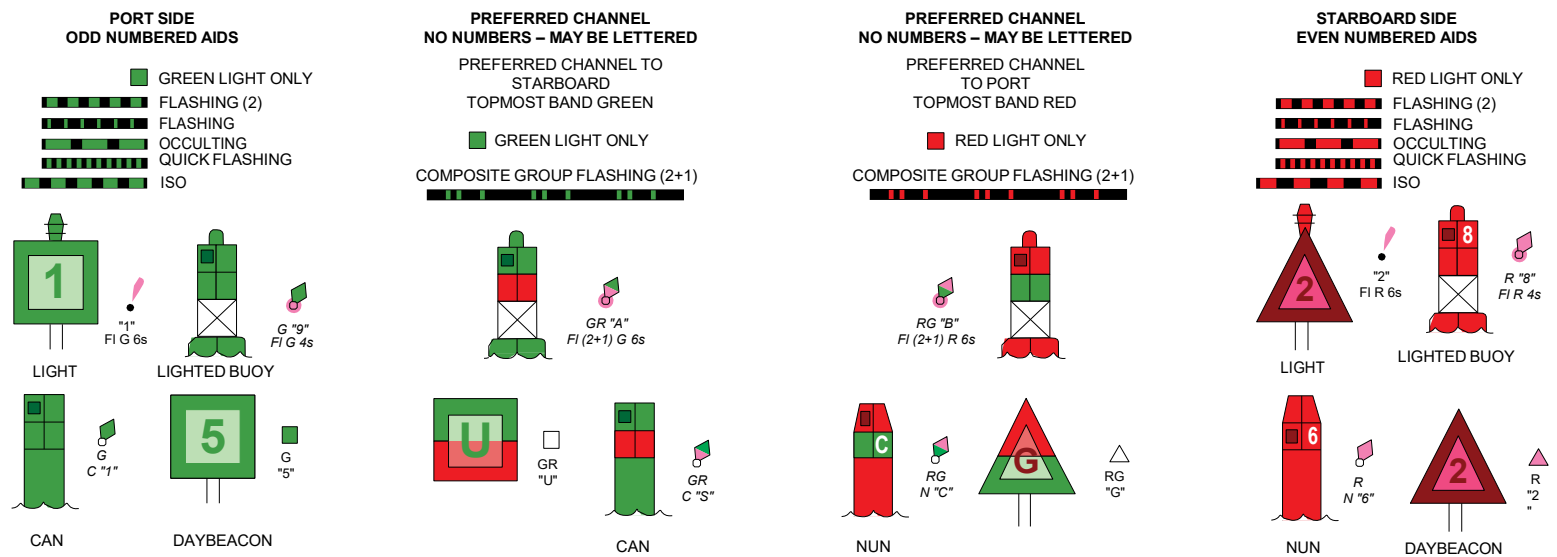 PORT SIDE
ODD NUMBERED AIDS
GREEN LIGHT ONLY
FLASHING (2)
FLASHING
OCCULTING
QUICK FLASHING
ISO
1
"1"
Fl G 6s
G "9"
Fl G 4s
LIGHT
LIGHTED BUOY
G
C "1"
5
G
"5"
CAN
DAYBEACON
PREFERRED CHANNEL
NO NUMBERS – MAY BE LETTERED
PREFERRED CHANNEL TO
STARBOARD
TOPMOST BAND GREEN
GREEN LIGHT ONLY
COMPOSITE GROUP FLASHING (2+1)
GR "A"
Fl (2+1) G 6s
U
GR
"U"
GR
C "S"
CAN
PREFERRED CHANNEL
NO NUMBERS – MAY BE LETTERED
PREFERRED CHANNEL
TO PORT
TOPMOST BAND RED
RED LIGHT ONLY
COMPOSITE GROUP FLASHING (2+1)
RG "B"
Fl (2+1) R 6s
C
RG
N "C"
G
RG
"G"
NUN
STARBOARD SIDE
EVEN NUMBERED AIDS
RED LIGHT ONLY
FLASHING (2)
FLASHING
OCCULTING
QUICK FLASHING
ISO
2
"2"
Fl R 6s
8
R "8"
Fl R 4s
LIGHT
LIGHTED BUOY
6
R
N "6"
2
R
"2
"
NUN
DAYBEACON